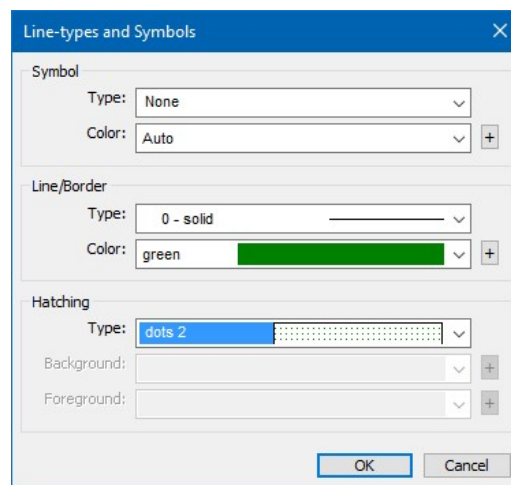 Line-types and Symbols
Symbol
Type: None
Color: Auto +
Line/Border
Type: 0 - solid
Color: green +
Hatching
Type: dots 2
Background: +
Foreground: +
OK Cancel